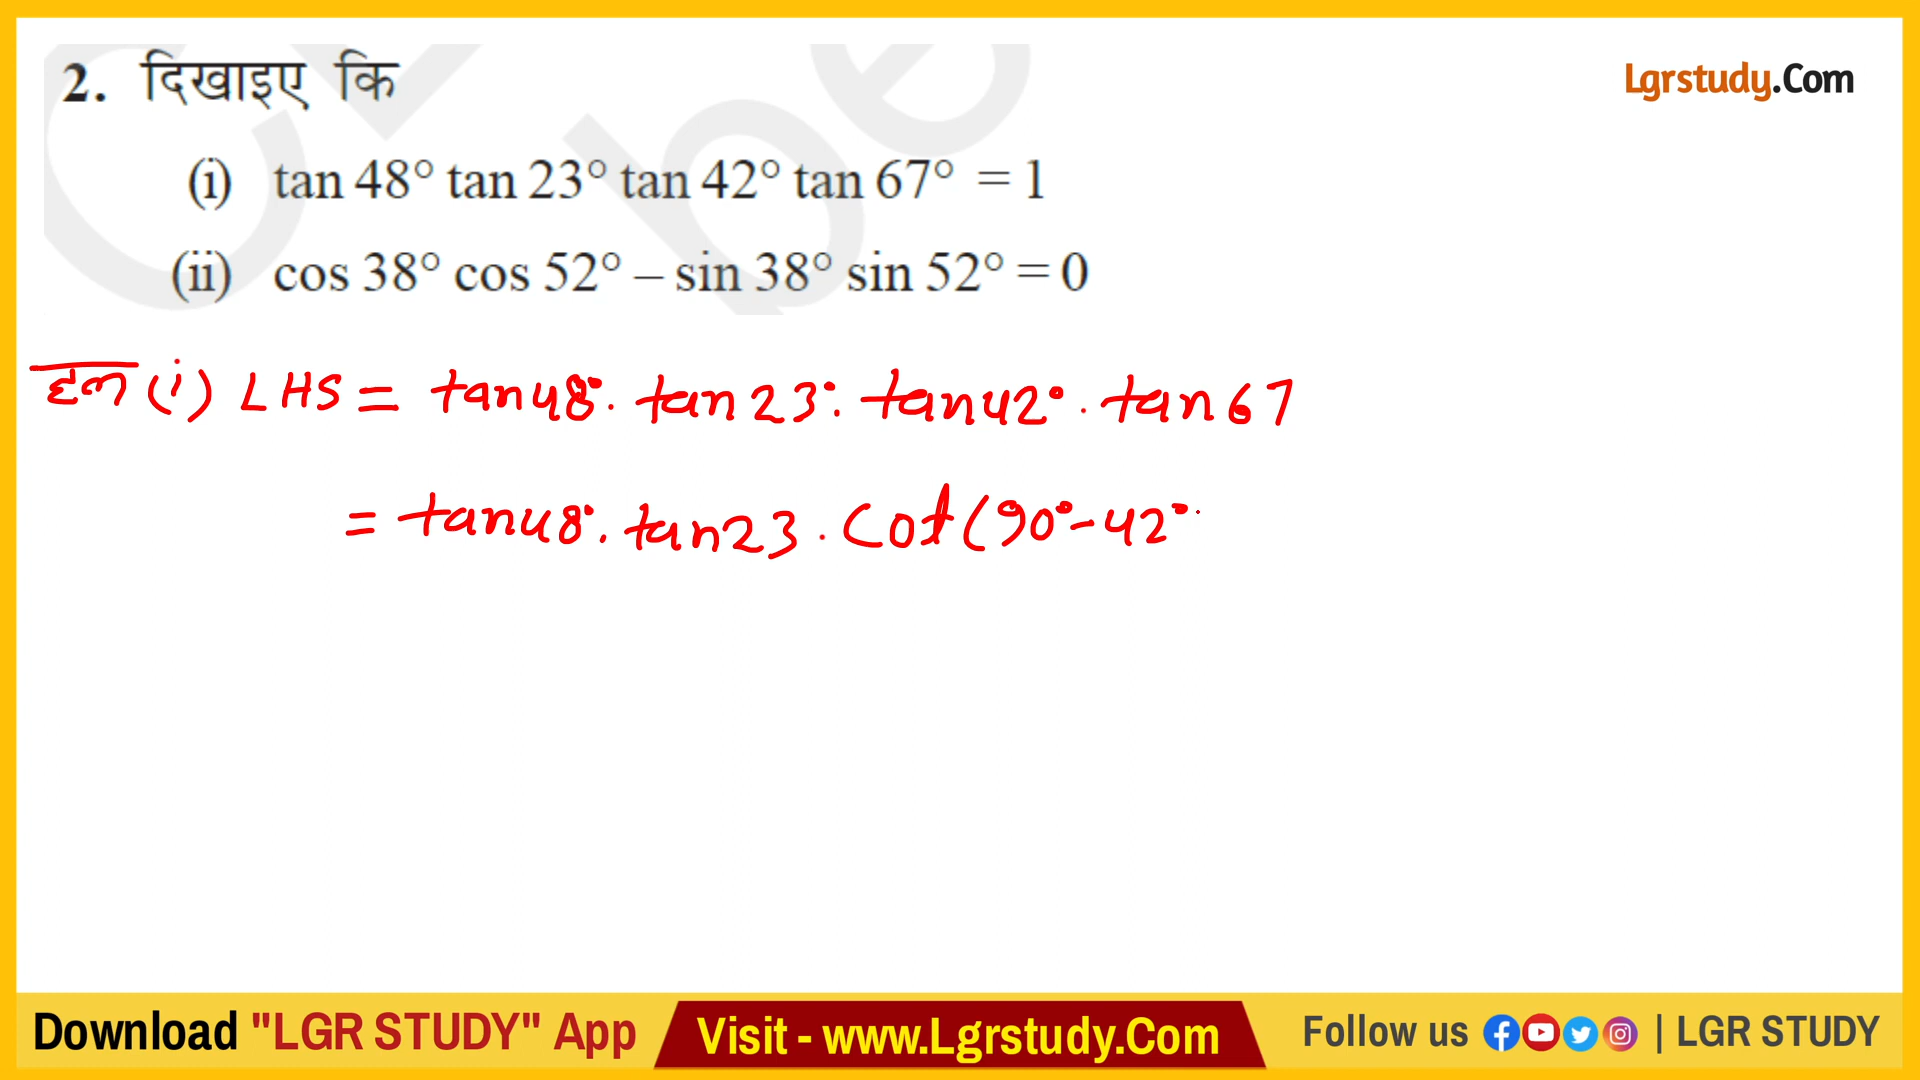 2. दिखाइए कि
Lgrstudy.Com
(i) tan 48° tan 23° tan 42° tan 67° = 1
(ii) cos 38° cos 52° – sin 38° sin 52° = 0
हल (i) LHS = tan48°. tan23°. tan42°. tan67
= tan48°. tan23 . Cot(90°-42°
Download "LGR STUDY" App
Visit - www.Lgrstudy.Com
Follow us | LGR STUDY